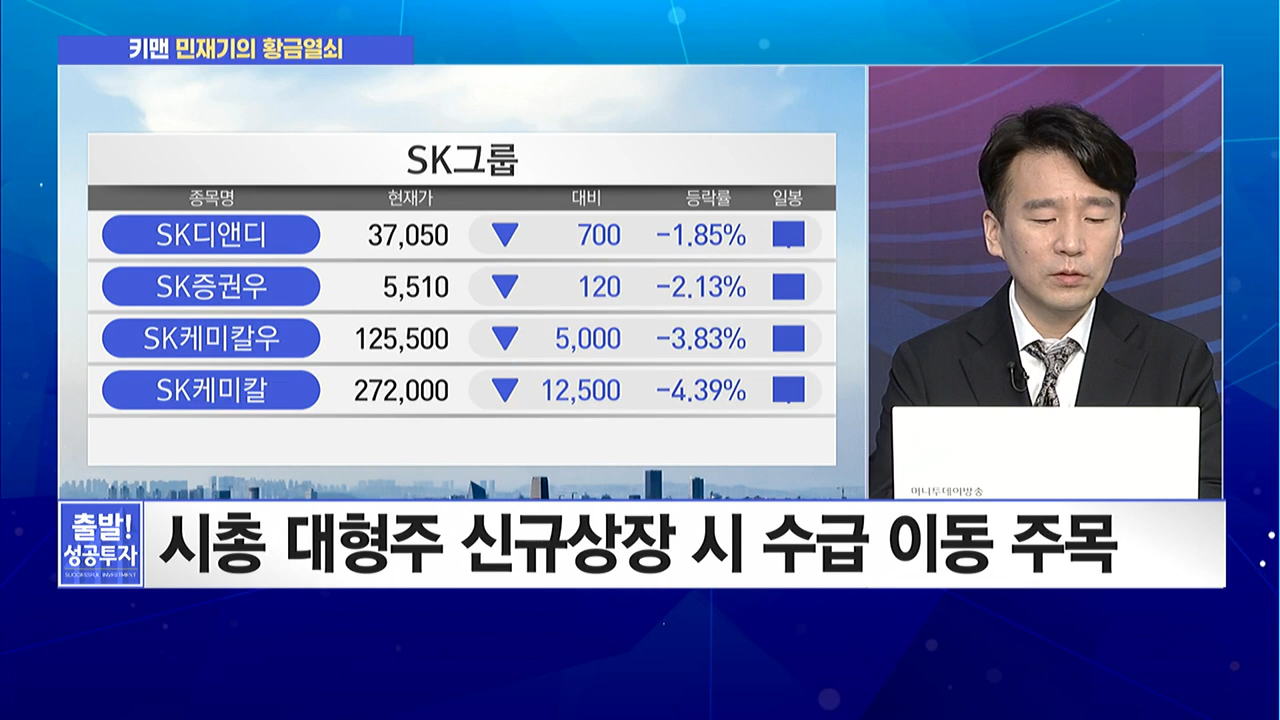 키맨 민재기의 황금열쇠
SK그룹
종목명 현재가 대비 등락률 일봉
SK디앤디 37,050 ▼ 700 -1.85%
SK증권우 5,510 ▼ 120 -2.13%
SK케미칼우 125,500 ▼ 5,000 -3.83%
SK케미칼 272,000 ▼ 12,500 -4.39%
머니투데이방송
출발!
성공투자
SUCCESSFUL INVESTMENT
시총 대형주 신규상장 시 수급 이동 주목